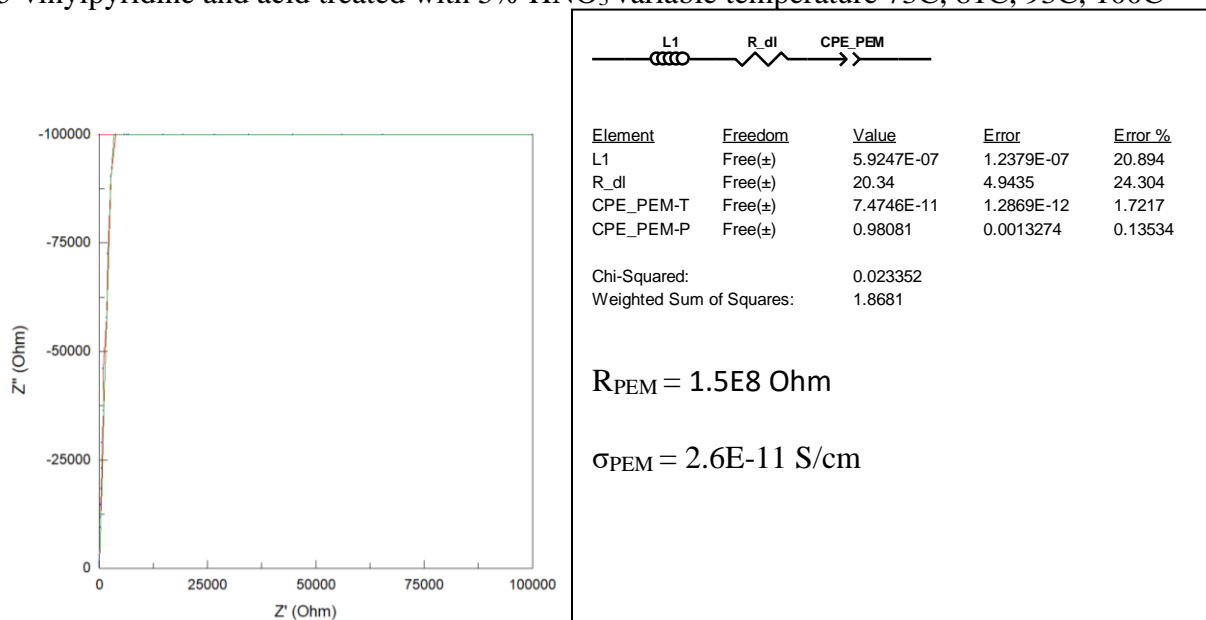 3-vinylpyridine and acid treated with 5% HNO3 variable temperature 75C, 81C, 95C, 100C
L1 R_dl CPE_PEM
Element Freedom Value Error Error %
L1 Free(±) 5.9247E-07 1.2379E-07 20.894
R_dl Free(±) 20.34 4.9435 24.304
CPE_PEM-T Free(±) 7.4746E-11 1.2869E-12 1.7217
CPE_PEM-P Free(±) 0.98081 0.0013274 0.13534
Chi-Squared: 0.023352
Weighted Sum of Squares: 1.8681
RPEM = 1.5E8 Ohm
σPEM = 2.6E-11 S/cm
-100000
-75000
-50000
-25000
0
Z'' (Ohm)
0 25000 50000 75000 100000
Z' (Ohm)